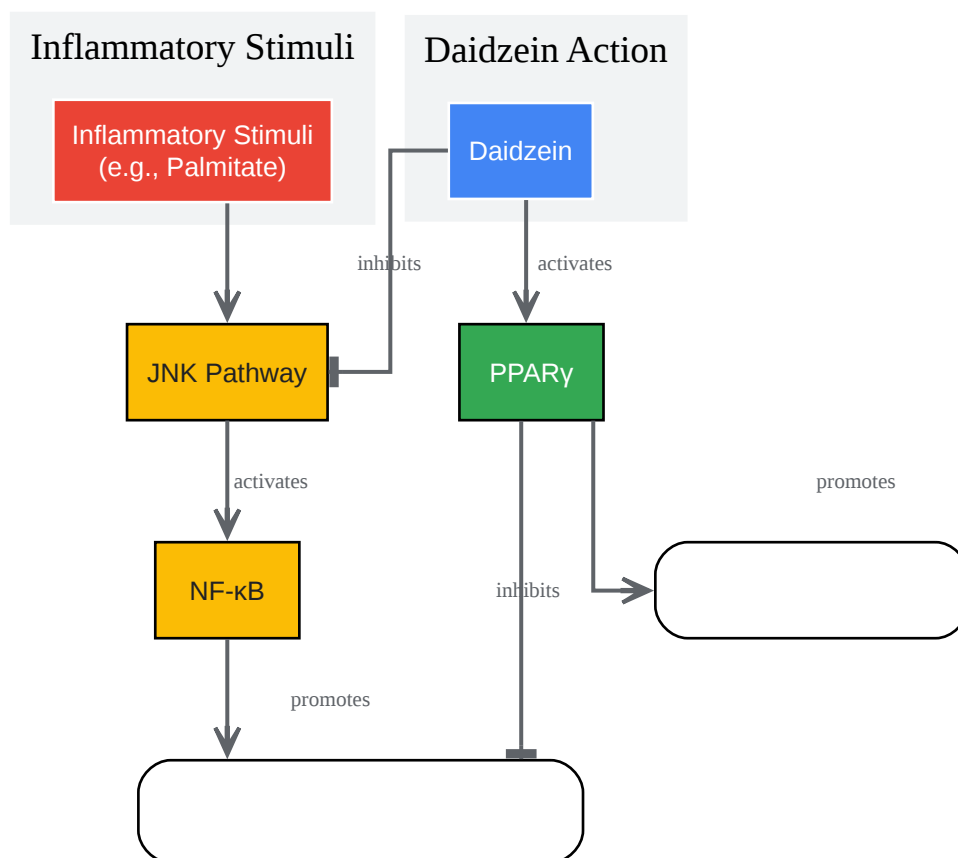 Inflammatory Stimuli
Daidzein Action
Inflammatory Stimuli
(e.g., Palmitate)
Daidzein
inhibits
activates
JNK Pathway
PPARγ
activates
promotes
NF-κB
inhibits
promotes